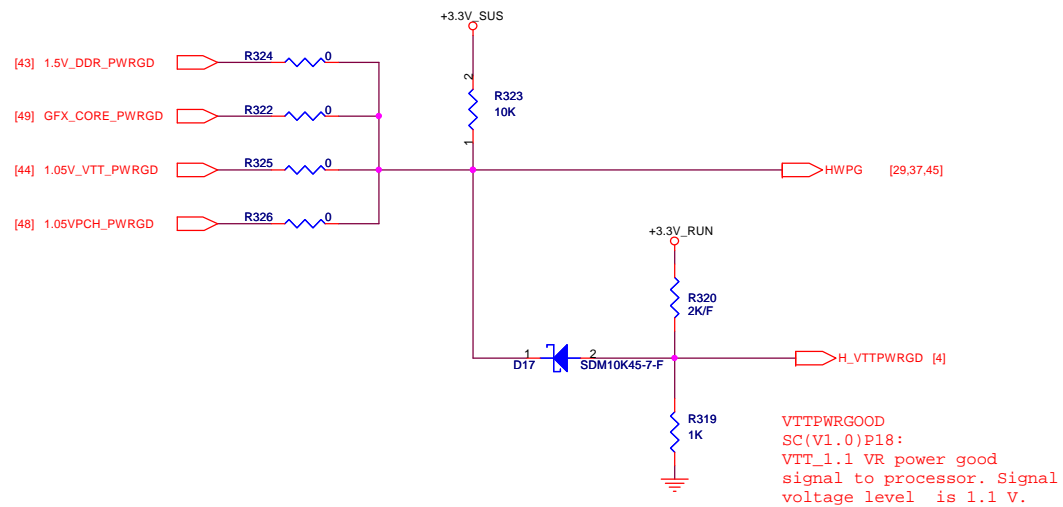 +3.3V_SUS
[43] 1.5V_DDR_PWRGD
R324 0
2
R323
10K
1
[49] GFX_CORE_PWRGD
R322 0
[44] 1.05V_VTT_PWRGD
R325 0
HWPG [29,37,45]
[48] 1.05VPCH_PWRGD
R326 0
+3.3V_RUN
R320
2K/F
1 2
D17 SDM10K45-7-F
H_VTTPWRGD [4]
R319
1K
VTTPWRGOOD
SC(V1.0)P18:
VTT_1.1 VR power good
signal to processor. Signal
voltage level is 1.1 V.